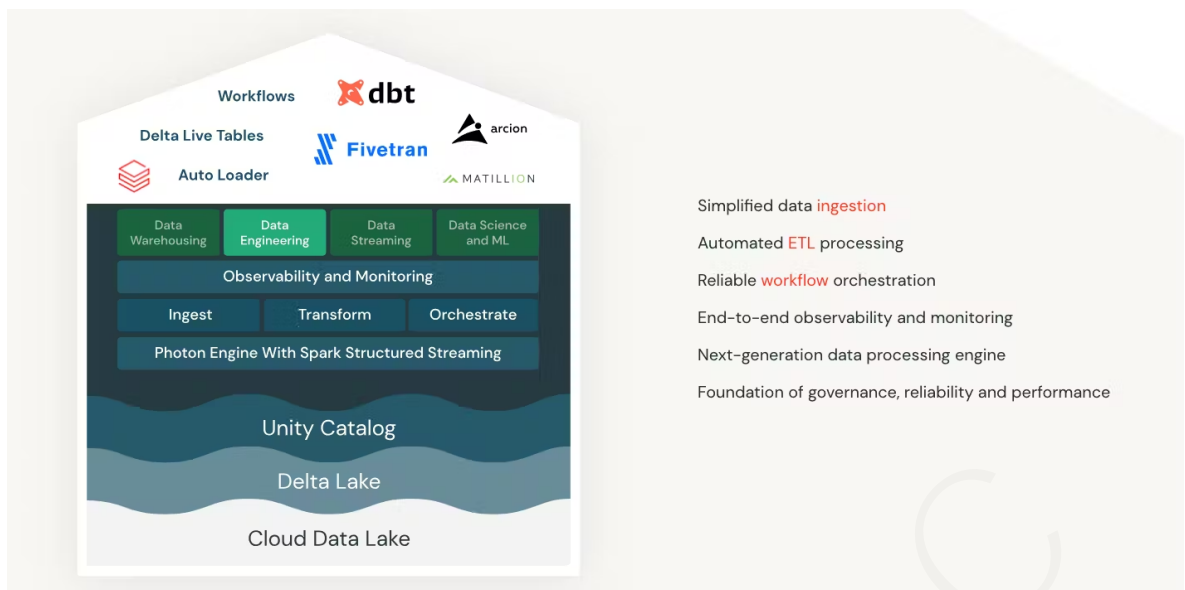 Workflows
dbt
Delta Live Tables
Fivetran
arcion
Auto Loader
MATILLION
Data Warehousing
Data Engineering
Data Streaming
Data Science and ML
Observability and Monitoring
Ingest
Transform
Orchestrate
Photon Engine With Spark Structured Streaming
Unity Catalog
Delta Lake
Cloud Data Lake
Simplified data ingestion
Automated ETL processing
Reliable workflow orchestration
End-to-end observability and monitoring
Next-generation data processing engine
Foundation of governance, reliability and performance